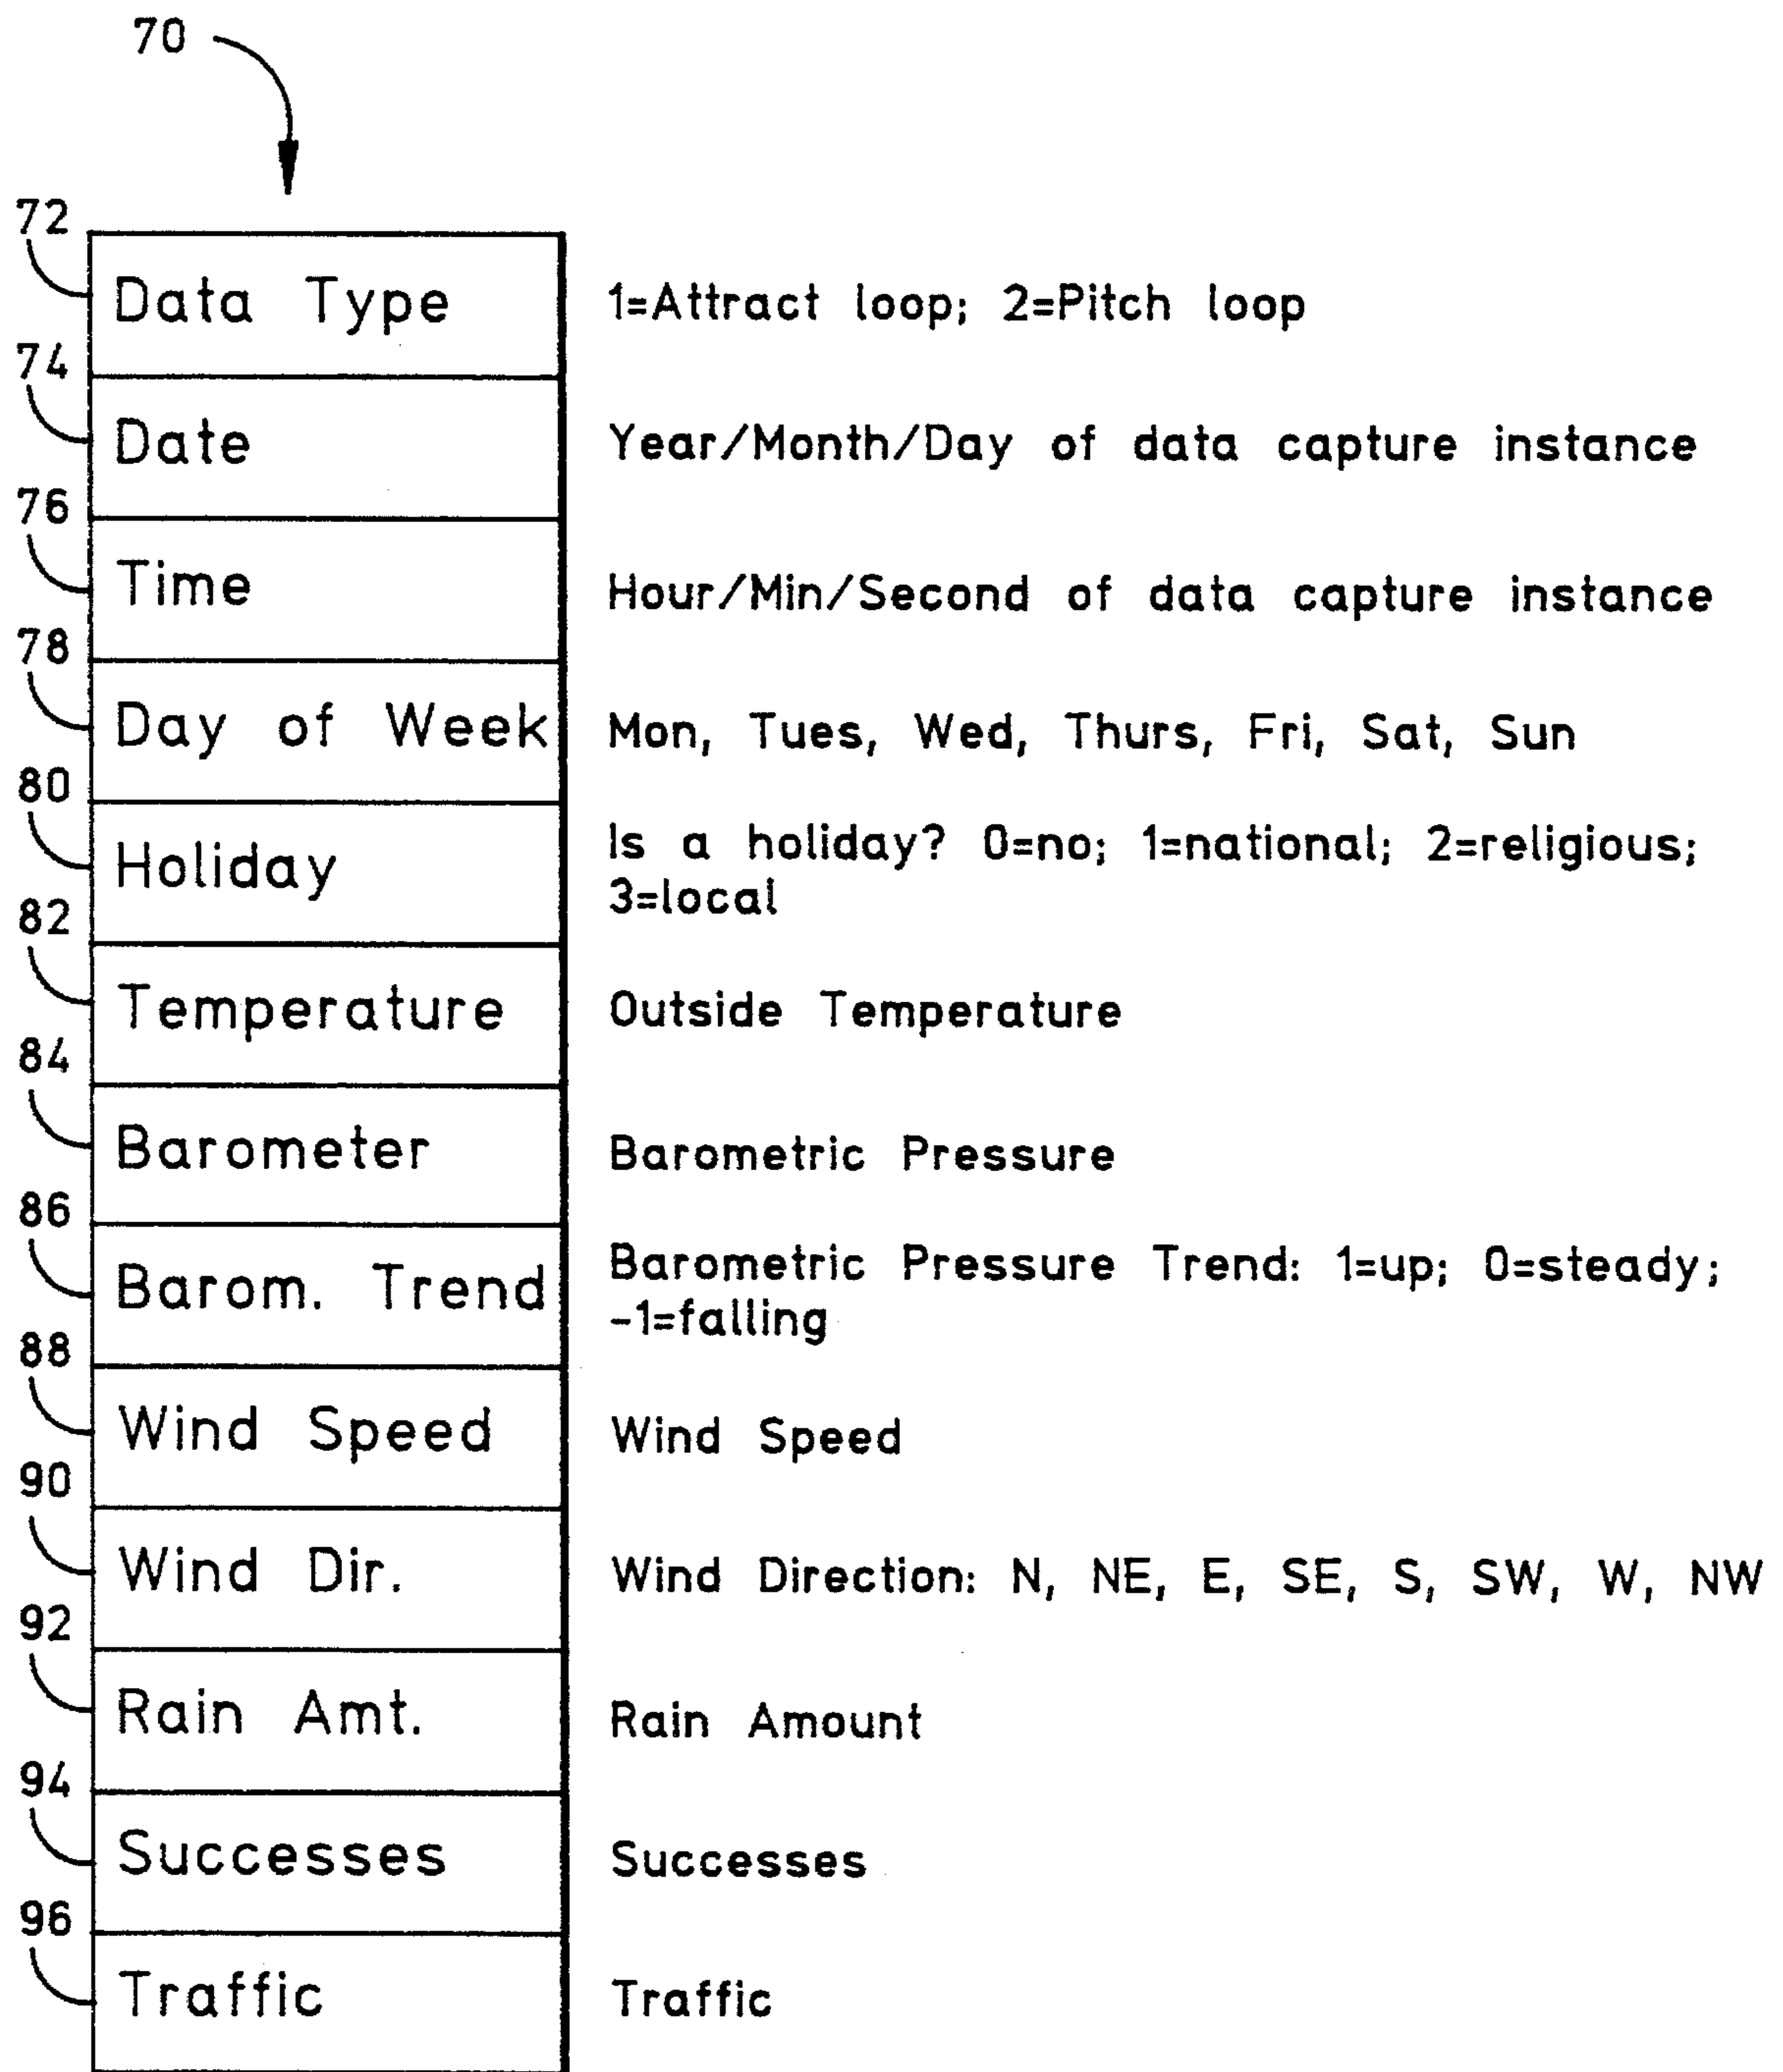 70
72
Data Type 1=Attract loop; 2=Pitch loop
74
Date Year/Month/Day of data capture instance
76
Time Hour/Min/Second of data capture instance
78
Day of Week Mon, Tues, Wed, Thurs, Fri, Sat, Sun
80
Holiday Is a holiday? 0=no; 1=national; 2=religious;
3=local
82
Temperature Outside Temperature
84
Barometer Barometric Pressure
86
Barom. Trend Barometric Pressure Trend: 1=up; 0=steady;
-1=falling
88
Wind Speed Wind Speed
90
Wind Dir. Wind Direction: N, NE, E, SE, S, SW, W, NW
92
Rain Amt. Rain Amount
94
Successes Successes
96
Traffic Traffic